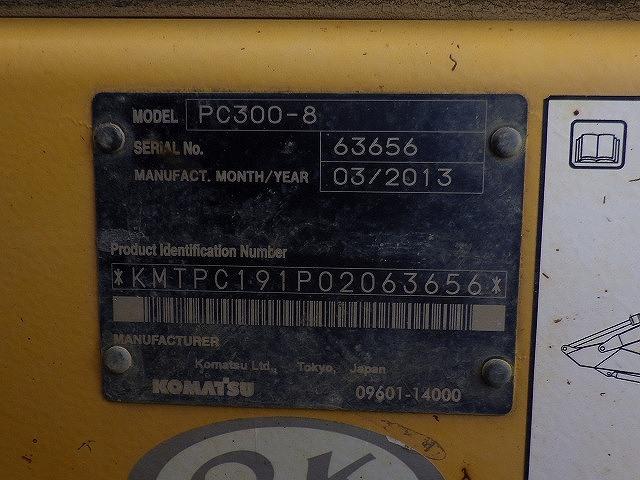 MODEL PC300-8
SERIAL No. 63656
MANUFACT. MONTH/YEAR 03/2013
Product Identification Number
*KMTPC191P02063656*
MANUFACTURER
Komatsu Ltd., Tokyo, Japan
KOMATSU 09601-14000
OK